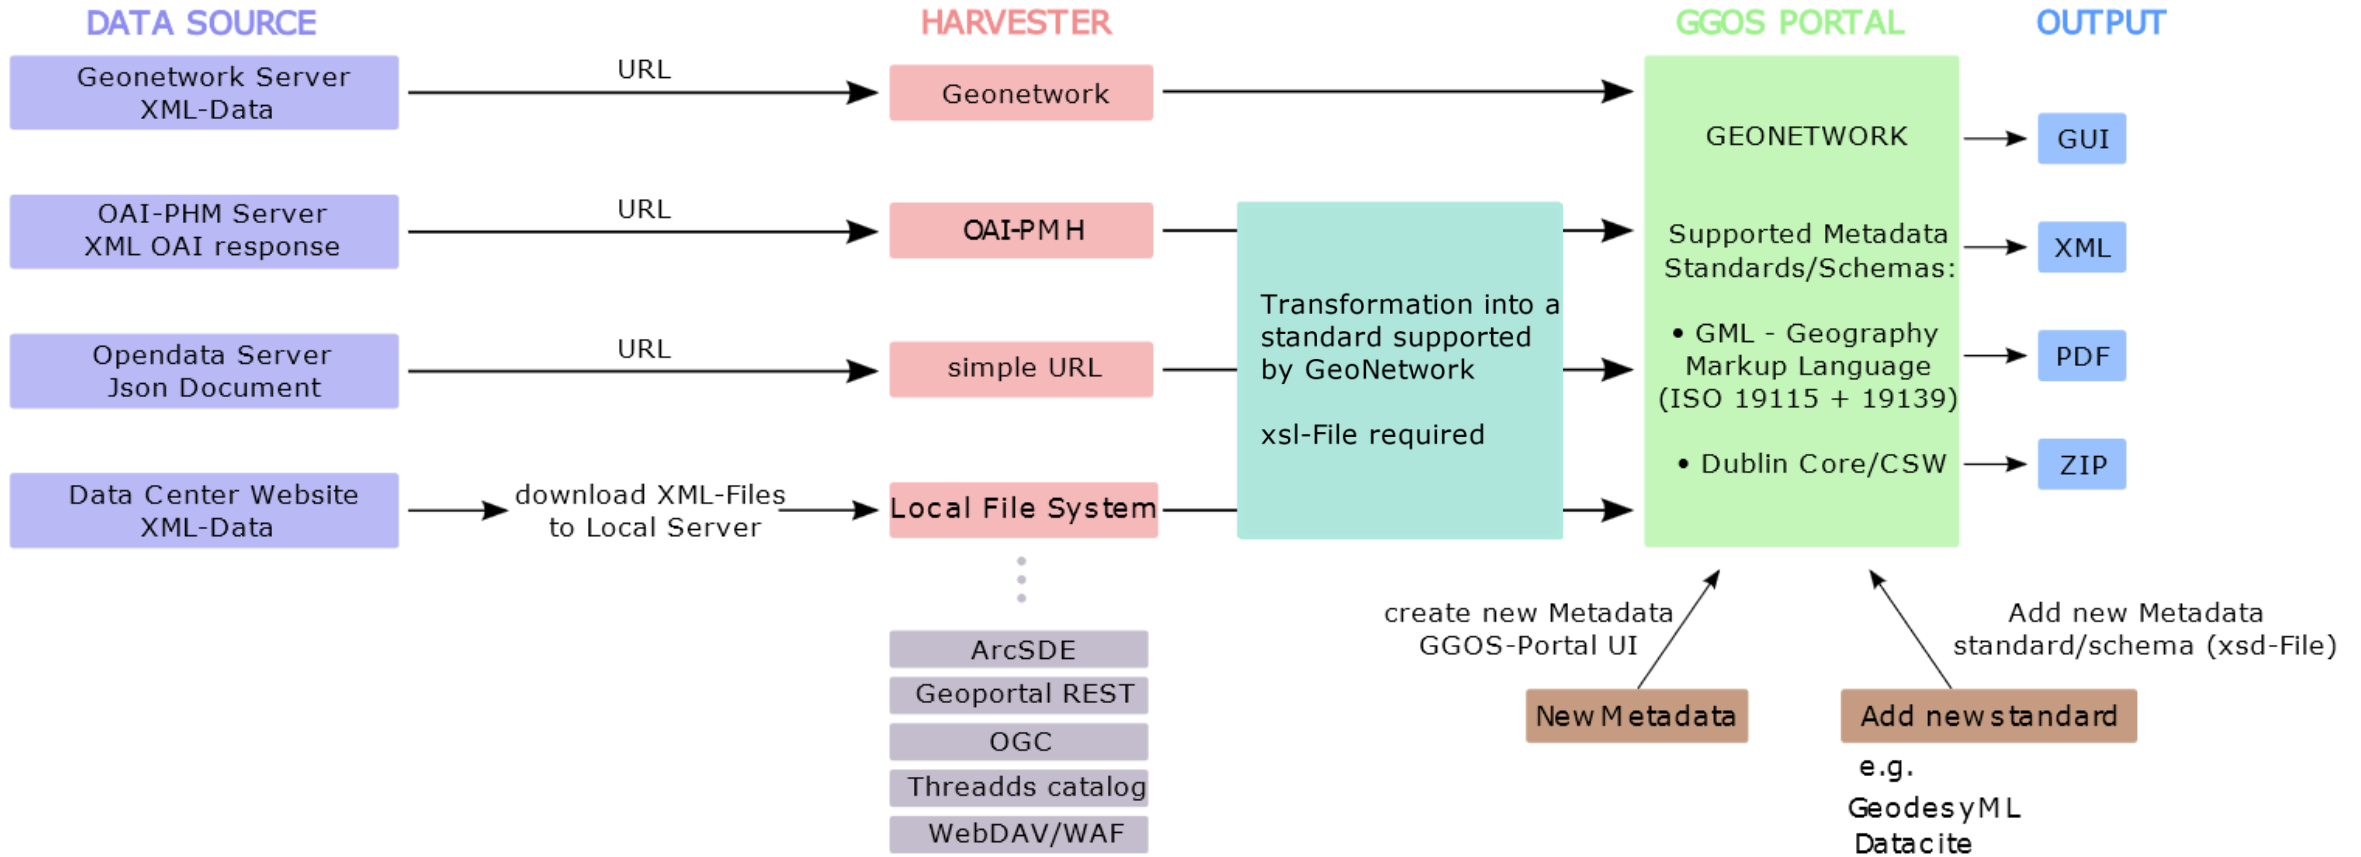 DATA SOURCE
HARVESTER
GGOS PORTAL
OUTPUT
Geonetwork Server
XML-Data
URL
Geonetwork
OAI-PHM Server
XML OAI response
URL
OAI-PMH
Opendata Server
Json Document
URL
simple URL
Data Center Website
XML-Data
download XML-Files
to Local Server
Local File System
ArcSDE
Geoportal REST
OGC
Threadds catalog
WebDAV/WAF
Transformation into a
standard supported
by GeoNetwork
xsl-File required
GEONETWORK
Supported Metadata
Standards/Schemas:
• GML - Geography
Markup Language
(ISO 19115 + 19139)
• Dublin Core/CSW
GUI
XML
PDF
ZIP
create new Metadata
GGOS-Portal UI
New Metadata
Add new Metadata
standard/schema (xsd-File)
Add new standard
e.g.
GeodesyML
Datacite